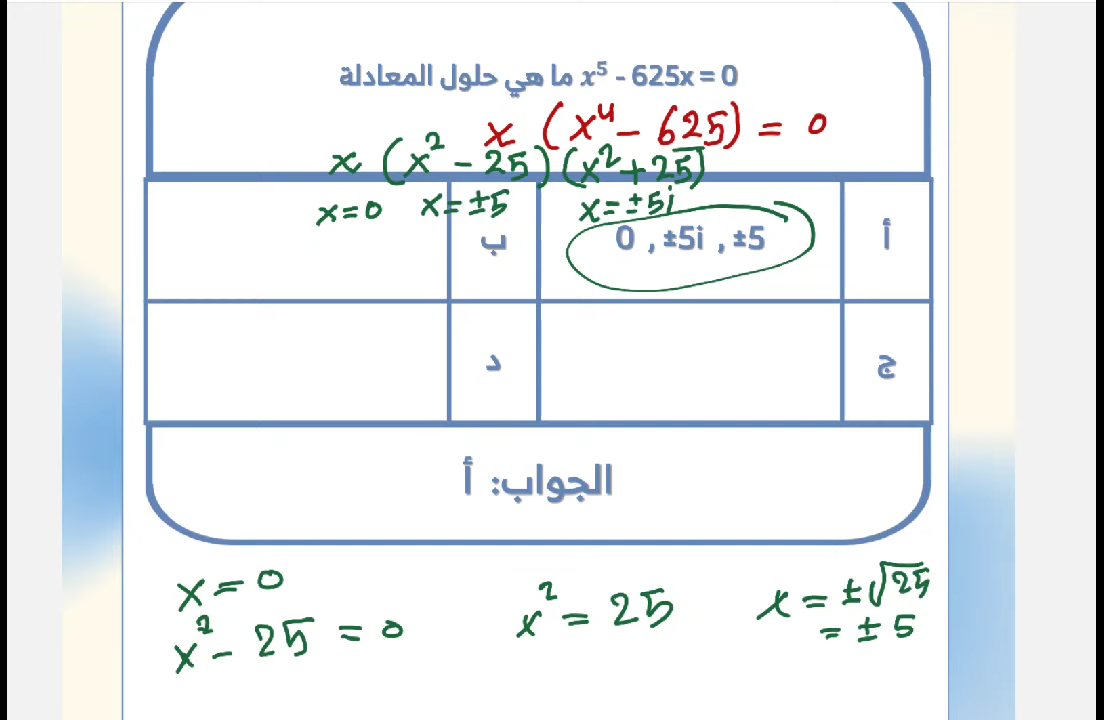 ما هي حلول المعادلة x⁵ - 625x = 0
x (x⁴ - 625) = 0
x (x² - 25) (x² + 25)
x = 0 x = ±5 x = ±5i
أ 0 , ±5i , ±5 ب
ج د
الجواب: أ
x = 0
x² - 25 = 0 x² = 25 x = ±√25
= ± 5